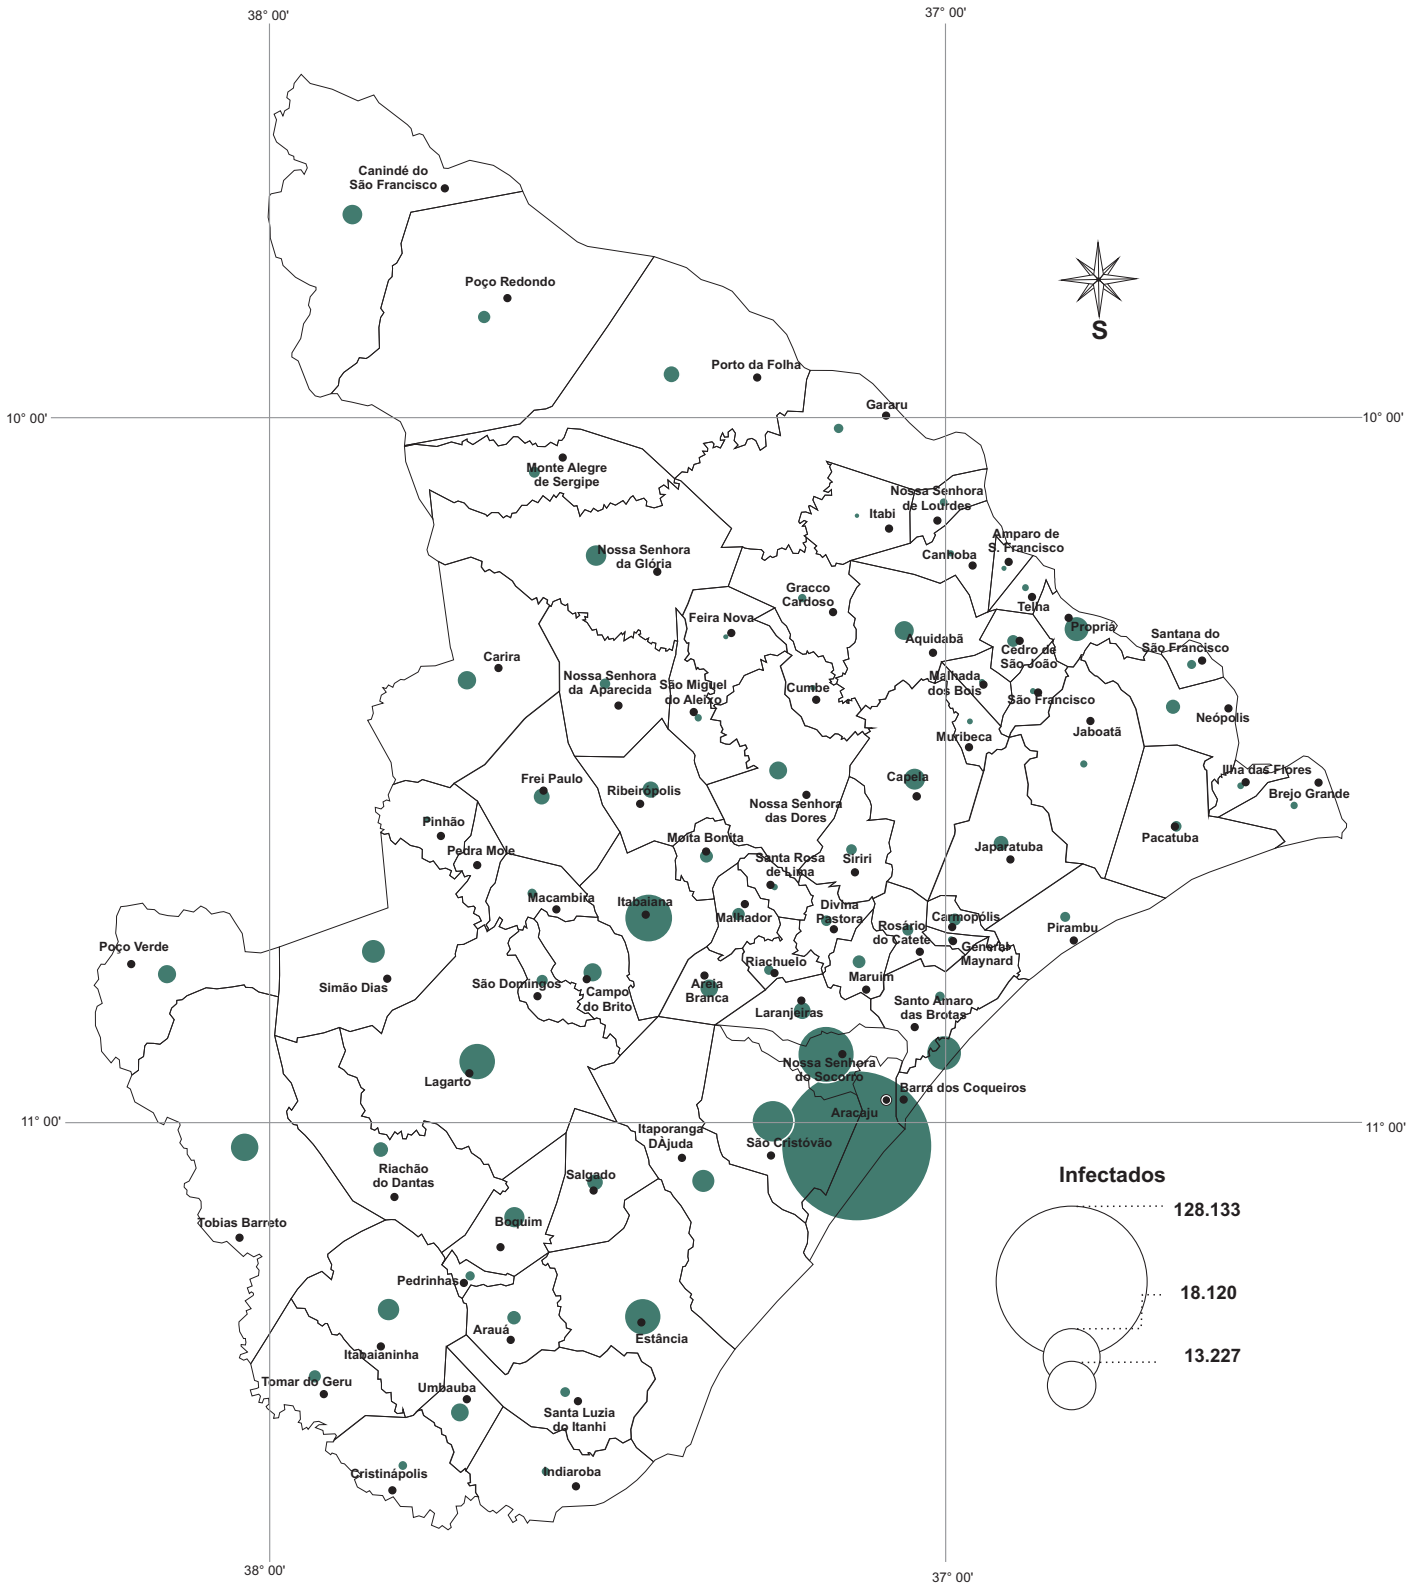 38° 00'
37° 00'
Canindé do
São Francisco
Poço Redondo
S
Porto da Folha
Gararu
10° 00'
10° 00'
Monte Alegre
de Sergipe
Nossa Senhora
de Lourdes
Itabi
Nossa Senhora
da Glória
Canhoba
Amparo de
S. Francisco
Gracco
Cardoso
Telha
Feira Nova
Propriá
Aquidabã
Santana do
São Francisco
Cedro de
São João
Carira
Nossa Senhora
da Aparecida
São Miguel
do Aleixo
Cumbe
Malhada
dos Bois
São Francisco
Neópolis
Jaboatã
Muribeca
Frei Paulo
Ribeirópolis
Capela
Ilha das Flores
Brejo Grande
Nossa Senhora
das Dores
Pinhão
Pedra Mole
Moita Bonita
Pacatuba
Santa Rosa
de Lima
Siriri
Japaratuba
Macambira
Itabaiana
Malhador
Divina
Pastora
Rosário
do Catete
Carmopólis
Pirambu
General
Maynard
Poço Verde
Simão Dias
São Domingos
Campo
do Brito
Areia
Branca
Riachuelo
Maruim
Laranjeiras
Santo Amaro
das Brotas
Nossa Senhora
do Socorro
Lagarto
Barra dos Coqueiros
Aracaju
11° 00'
11° 00'
Itaporanga
DÀjuda
São Cristóvão
Riachão
do Dantas
Salgado
Infectados
128.133
Tobias Barreto
Boquim
Pedrinhas
18.120
Arauá
Estância
Itabaianinha
13.227
Tomar do Geru
Umbauba
Santa Luzia
do Itanhi
Cristinápolis
Indiaroba
38° 00'
37° 00'